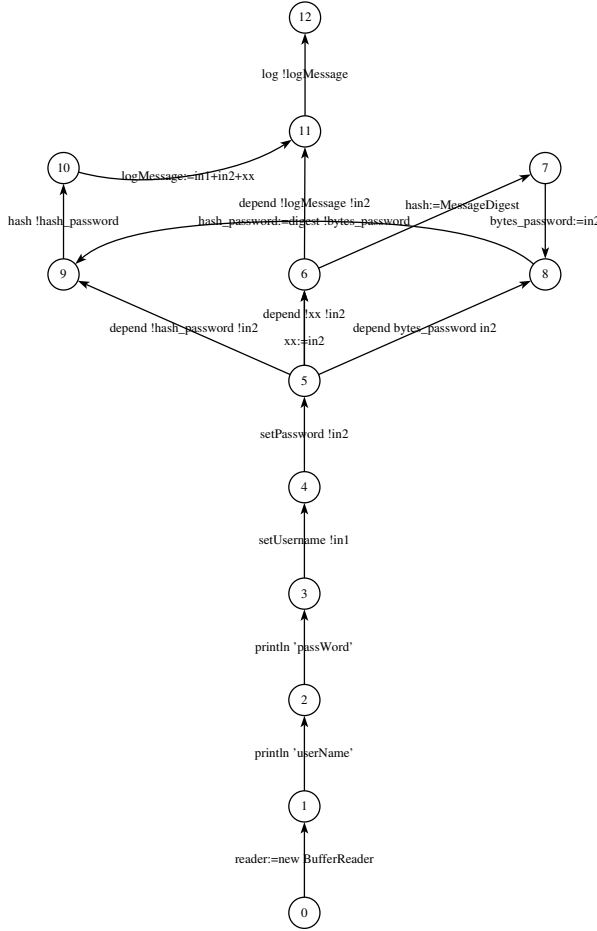 12
log !logMessage
11
10
7
logMessage:=in1+in2+xx
depend !logMessage !in2
hash:=MessageDigest
hash !hash_password
hash_password:=digest !bytes_password
bytes_password:=in2
9
6
8
depend !xx !in2
depend !hash_password !in2
depend bytes_password in2
xx:=in2
5
setPassword !in2
4
setUsername !in1
3
println 'passWord'
2
println 'userName'
1
reader:=new BufferReader
0